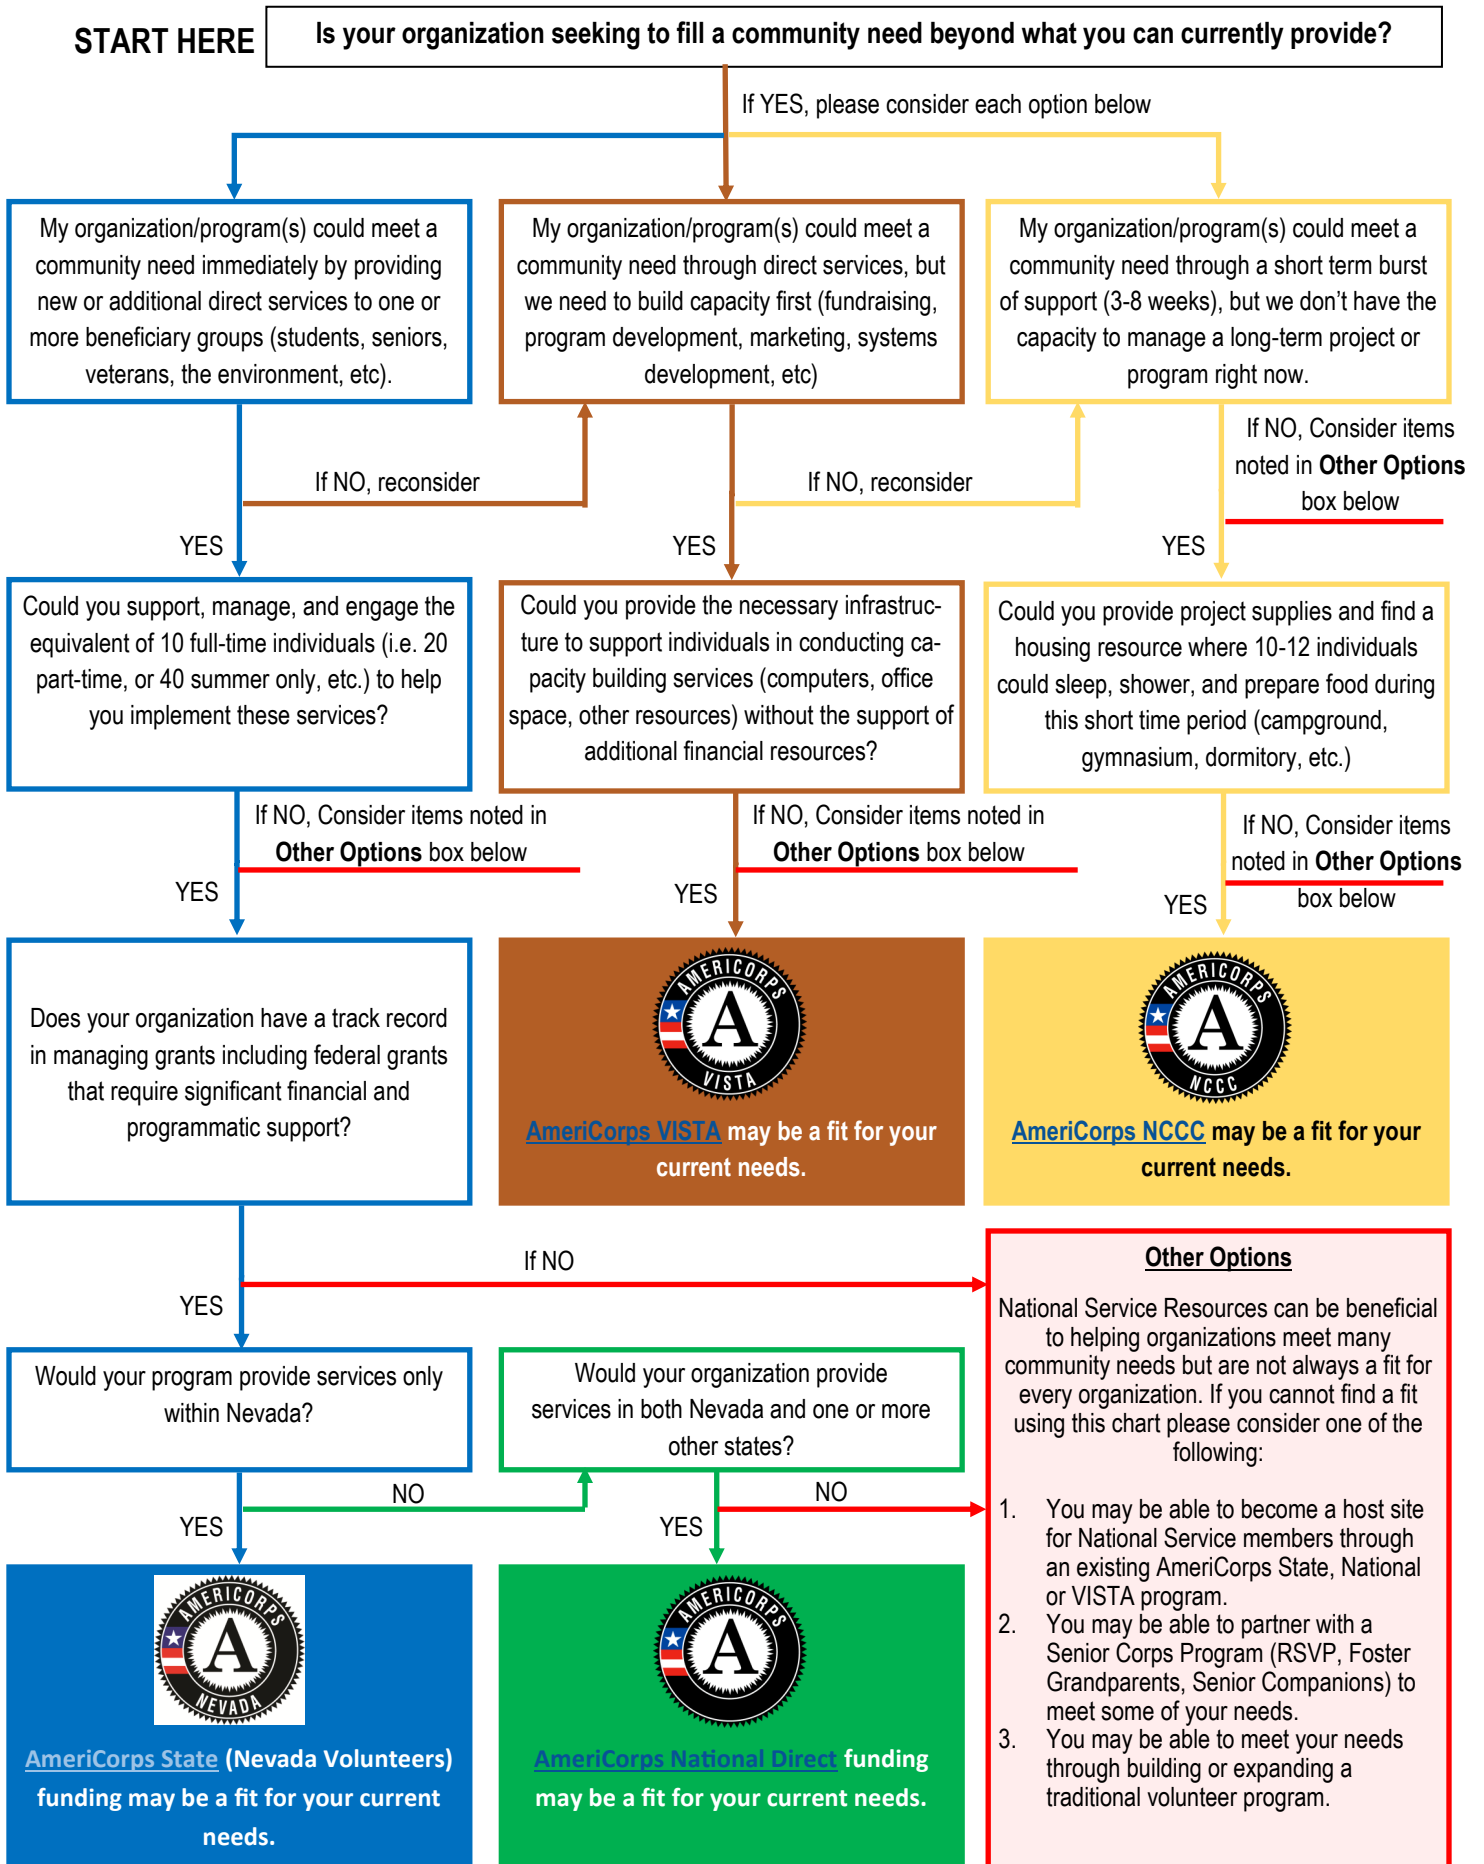 START HERE
Is your organization seeking to fill a community need beyond what you can currently provide?
If YES, please consider each option below
My organization/program(s) could meet a
community need immediately by providing
new or additional direct services to one or
more beneficiary groups (students, seniors,
veterans, the environment, etc).
My organization/program(s) could meet a
community need through direct services, but
we need to build capacity first (fundraising,
program development, marketing, systems
development, etc)
My organization/program(s) could meet a
community need through a short term burst
of support (3-8 weeks), but we don't have the
capacity to manage a long-term project or
program right now.
If NO, reconsider
If NO, reconsider
If NO, Consider items
noted in Other Options
box below
YES
YES
YES
Could you support, manage, and engage the
equivalent of 10 full-time individuals (i.e. 20
part-time, or 40 summer only, etc.) to help
you implement these services?
Could you provide the necessary infrastruc-
ture to support individuals in conducting ca-
pacity building services (computers, office
space, other resources) without the support of
additional financial resources?
Could you provide project supplies and find a
housing resource where 10-12 individuals
could sleep, shower, and prepare food during
this short time period (campground,
gymnasium, dormitory, etc.)
If NO, Consider items noted in
Other Options box below
If NO, Consider items noted in
Other Options box below
If NO, Consider items
noted in Other Options
box below
YES
YES
YES
Does your organization have a track record
in managing grants including federal grants
that require significant financial and
programmatic support?
AMERICORPS
A
VISTA
AmeriCorps VISTA may be a fit for your
current needs.
AMERICORPS
A
NCCC
AmeriCorps NCCC may be a fit for your
current needs.
If NO
YES
Would your program provide services only
within Nevada?
Would your organization provide
services in both Nevada and one or more
other states?
NO
NO
YES
YES
AMERICORPS
A
NEVADA
AmeriCorps State (Nevada Volunteers)
funding may be a fit for your current
needs.
AMERICORPS
A
AmeriCorps National Direct funding
may be a fit for your current needs.
Other Options
National Service Resources can be beneficial
to helping organizations meet many
community needs but are not always a fit for
every organization. If you cannot find a fit
using this chart please consider one of the
following:
1. You may be able to become a host site
for National Service members through
an existing AmeriCorps State, National
or VISTA program.
2. You may be able to partner with a
Senior Corps Program (RSVP, Foster
Grandparents, Senior Companions) to
meet some of your needs.
3. You may be able to meet your needs
through building or expanding a
traditional volunteer program.